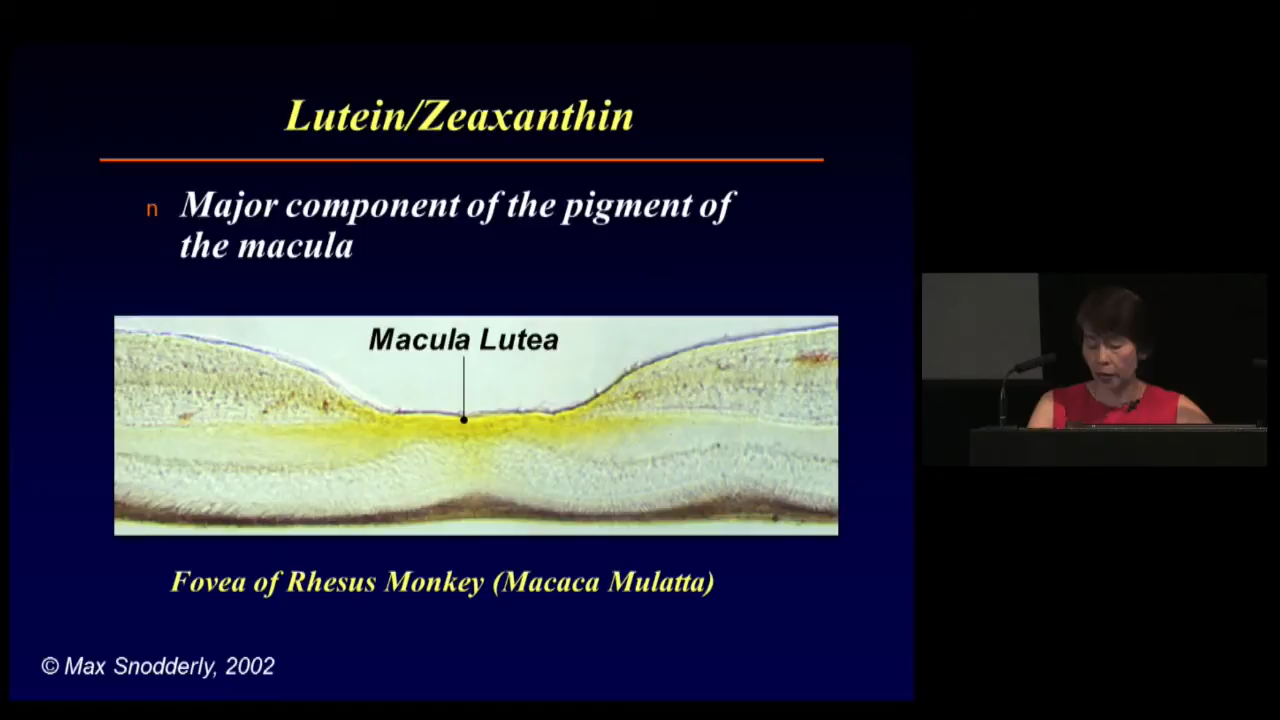 Lutein/Zeaxanthin
n Major component of the pigment of
the macula
Macula Lutea
Fovea of Rhesus Monkey (Macaca Mulatta)
© Max Snodderly, 2002